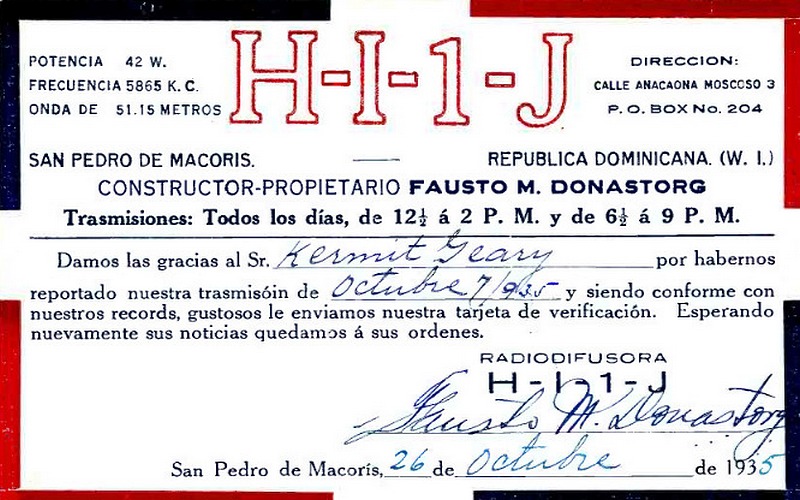 H-I-1-J
POTENCIA 42 W.
FRECUENCIA 5865 K. C.
ONDA DE 51.15 METROS
DIRECCION:
CALLE ANACAONA MOSCOSO 3
P. O. BOX No. 204
SAN PEDRO DE MACORIS. — REPUBLICA DOMINICANA. (W. I.)
CONSTRUCTOR-PROPIETARIO FAUSTO M. DONASTORG
Trasmisiones: Todos los días, de 12½ á 2 P. M. y de 6½ á 9 P. M.
Damos las gracias al Sr. Kermit Geary por habernos
reportado nuestra trasmisóin de Octubre 7/935 y siendo conforme con
nuestros records, gustosos le enviamos nuestra tarjeta de verificación. Esperando
nuevamente sus noticias quedamos á sus ordenes.
RADIODIFUSORA
H-I-1-J
Fausto M. Donastorg
San Pedro de Macorís, 26 de Octubre de 1935